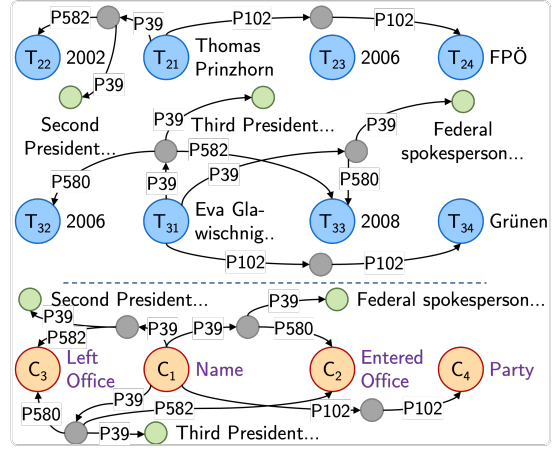 P582
P39
P102
P102
T22 2002
T21
Thomas
Prinzhorn
T23 2006
T24 FPÖ
P39
Second
President...
P39
Third President...
P39
Federal
spokesperson...
P582
P580
P39
P39
P580
T32 2006
T31
Eva Gla-
wischnig..
T33 2008
T34 Grünen
P102
P102
Second President...
P39
Federal spokesperson...
P39
P582
P39
P39
P580
C3
Left
Office
C1
Name
C2
Entered
Office
C4
Party
P39
P580
P582
P102
P102
P39
Third President...